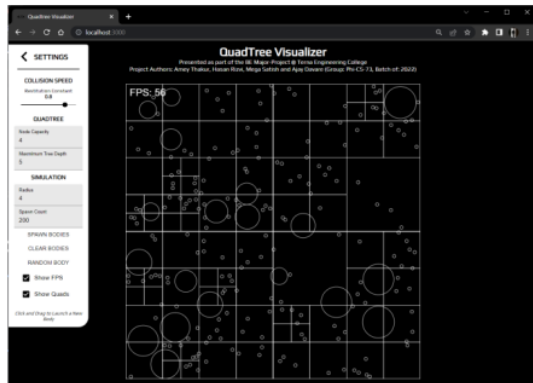 QuadTree Visualizer
localhost:3000
QuadTree Visualizer
Presented as part of the BE Major-Project @ Terna Engineering College
Project Authors: Amey Thakur, Hasan Rizvi, Mega Satish and Ajay Davare (Group: Phi-CS-73, Batch of: 2022)
SETTINGS
COLLISION SPEED
Restitution Constant
0.8
QUADTREE
Node Capacity
4
Maximum Tree Depth
5
SIMULATION
Radius
4
Spawn Count
200
SPAWN BODIES
CLEAR BODIES
RANDOM BODY
Show FPS
Show Quads
Click and Drag to Launch a New
Body
FPS: 56